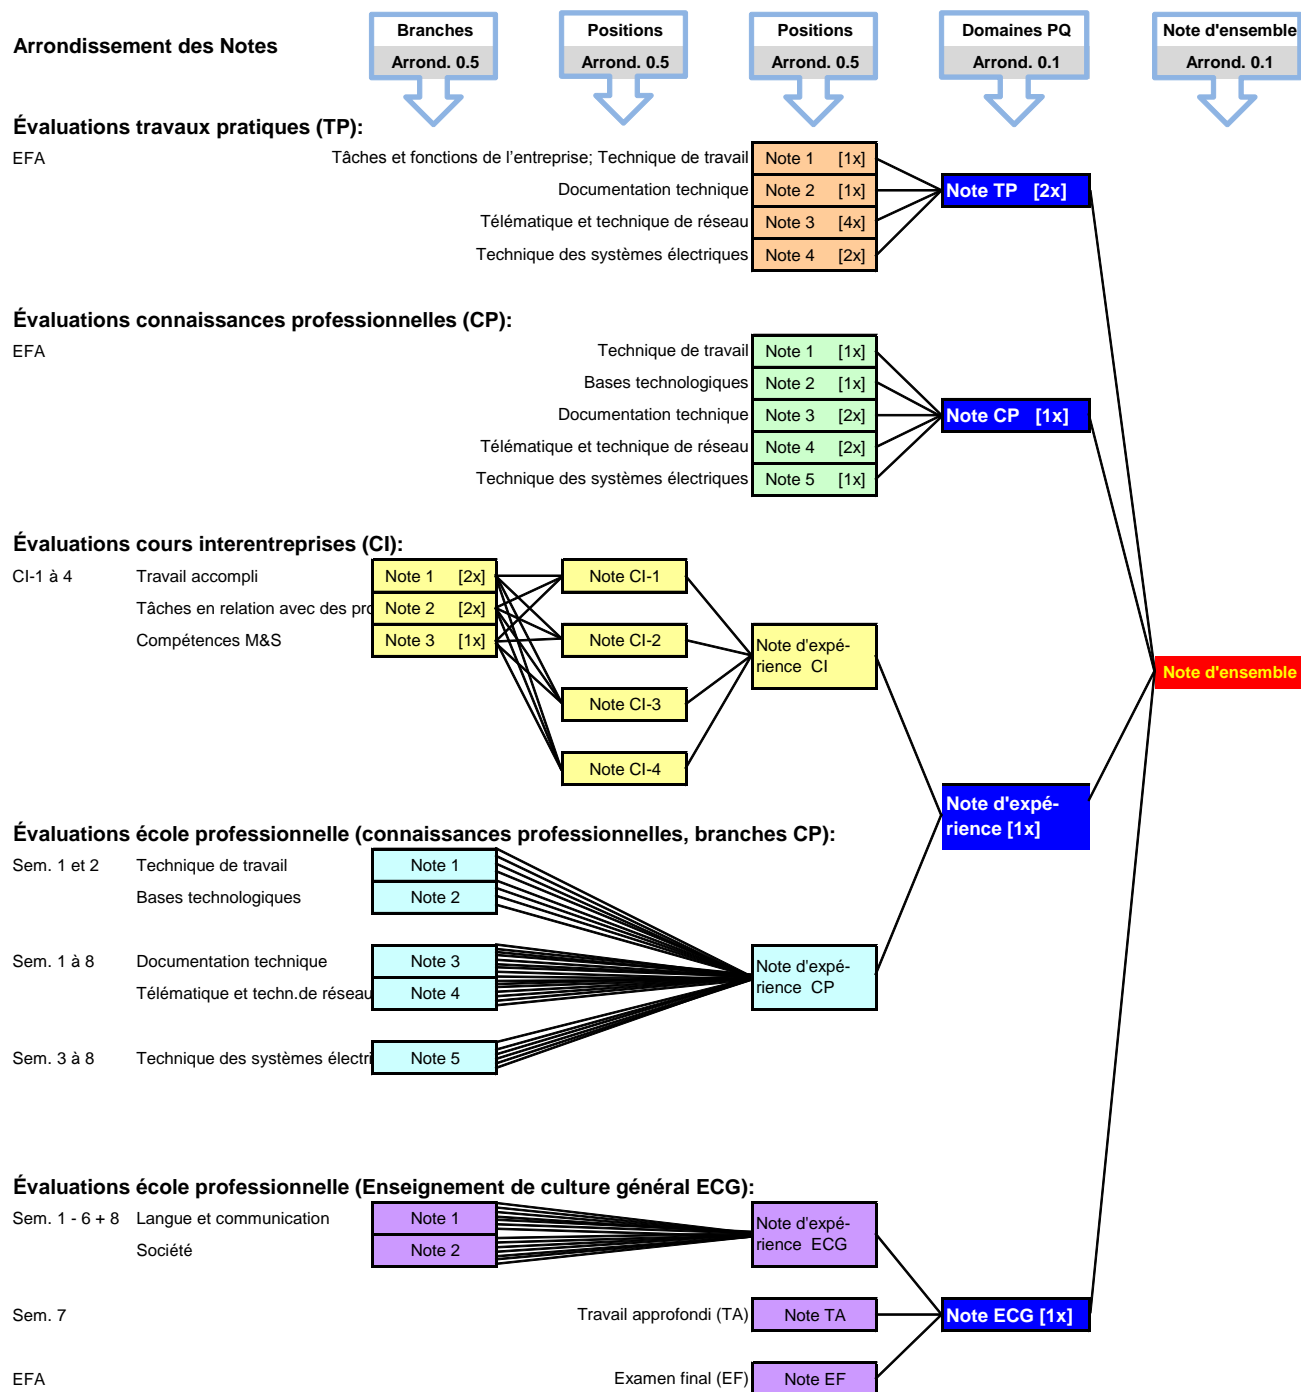 Arrondissement des Notes
Branches
Arrond. 0.5
Positions
Arrond. 0.5
Positions
Arrond. 0.5
Domaines PQ
Arrond. 0.1
Note d'ensemble
Arrond. 0.1
Évaluations travaux pratiques (TP):
EFA
Tâches et fonctions de l’entreprise; Technique de travail
Note 1 [1x]
Documentation technique
Note 2 [1x]
Note TP [2x]
Télématique et technique de réseau
Note 3 [4x]
Technique des systèmes électriques
Note 4 [2x]
Évaluations connaissances professionnelles (CP):
EFA
Technique de travail
Note 1 [1x]
Bases technologiques
Note 2 [1x]
Documentation technique
Note 3 [2x]
Note CP [1x]
Télématique et technique de réseau
Note 4 [2x]
Technique des systèmes électriques
Note 5 [1x]
Évaluations cours interentreprises (CI):
CI-1 à 4
Travail accompli
Note 1 [2x]
Note CI-1
Tâches en relation avec des pro
Note 2 [2x]
Compétences M&S
Note 3 [1x]
Note CI-2
Note d'expé-
rience CI
Note d'ensemble
Note CI-3
Note CI-4
Note d'expé-
rience [1x]
Évaluations école professionnelle (connaissances professionnelles, branches CP):
Sem. 1 et 2
Technique de travail
Note 1
Bases technologiques
Note 2
Sem. 1 à 8
Documentation technique
Note 3
Note d'expé-
rience CP
Télématique et techn.de réseau
Note 4
Sem. 3 à 8
Technique des systèmes électri
Note 5
Évaluations école professionnelle (Enseignement de culture général ECG):
Sem. 1 - 6 + 8
Langue et communication
Note 1
Note d'expé-
rience ECG
Société
Note 2
Sem. 7
Travail approfondi (TA)
Note TA
Note ECG [1x]
EFA
Examen final (EF)
Note EF